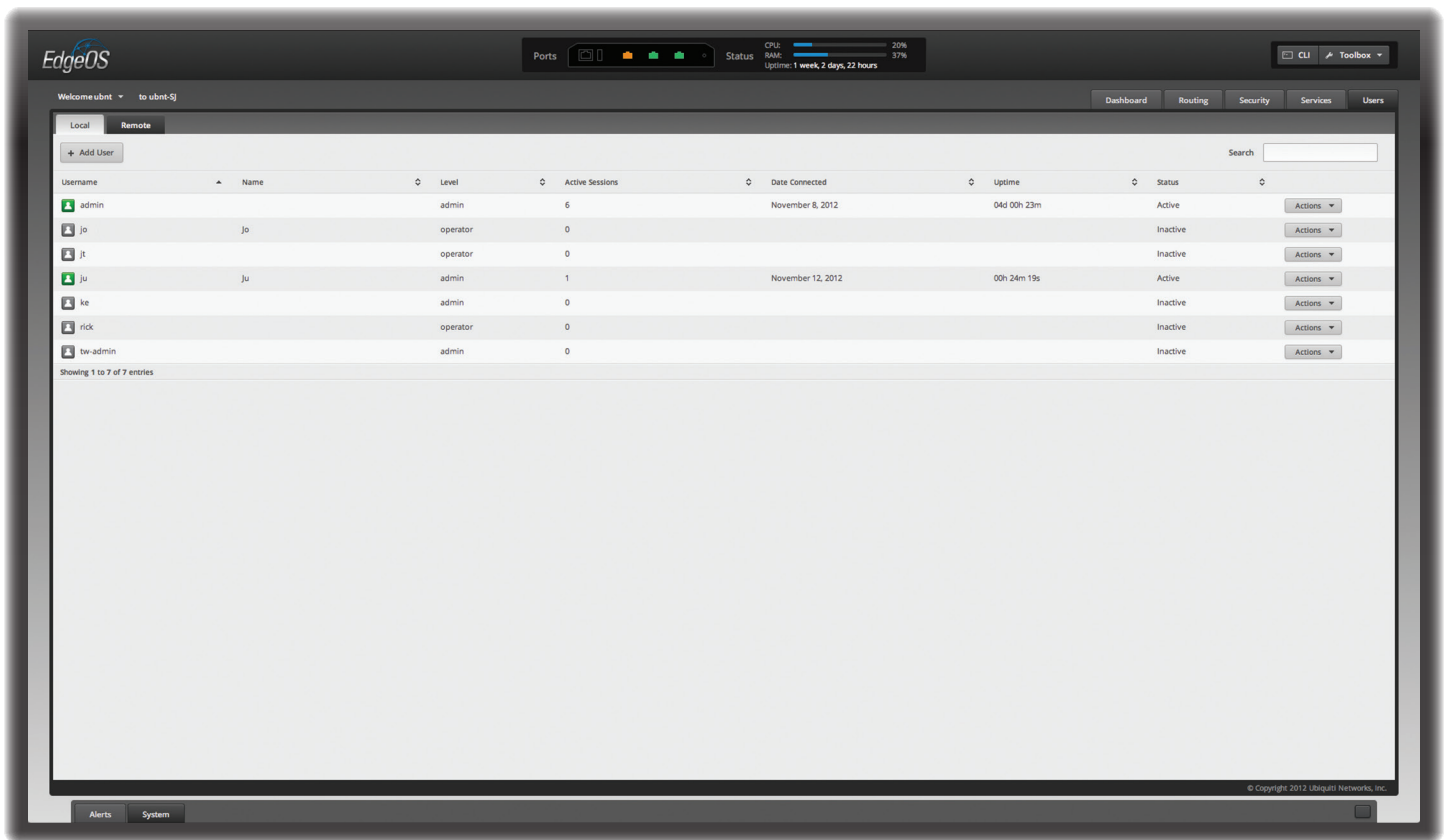 EdgeOS
Ports
Status
CPU: 20%
RAM: 37%
Uptime: 1 week, 2 days, 22 hours
CLI
Toolbox
Welcome ubnt to ubnt-SJ
Dashboard Routing Security Services Users
Local Remote
+ Add User
Search
Username Name Level Active Sessions Date Connected Uptime Status
admin admin 6 November 8, 2012 04d 00h 23m Active Actions
jo Jo operator 0 Inactive Actions
jt operator 0 Inactive Actions
ju Ju admin 1 November 12, 2012 00h 24m 19s Active Actions
ke admin 0 Inactive Actions
rick operator 0 Inactive Actions
tw-admin admin 0 Inactive Actions
Showing 1 to 7 of 7 entries
© Copyright 2012 Ubiquiti Networks, Inc.
Alerts System